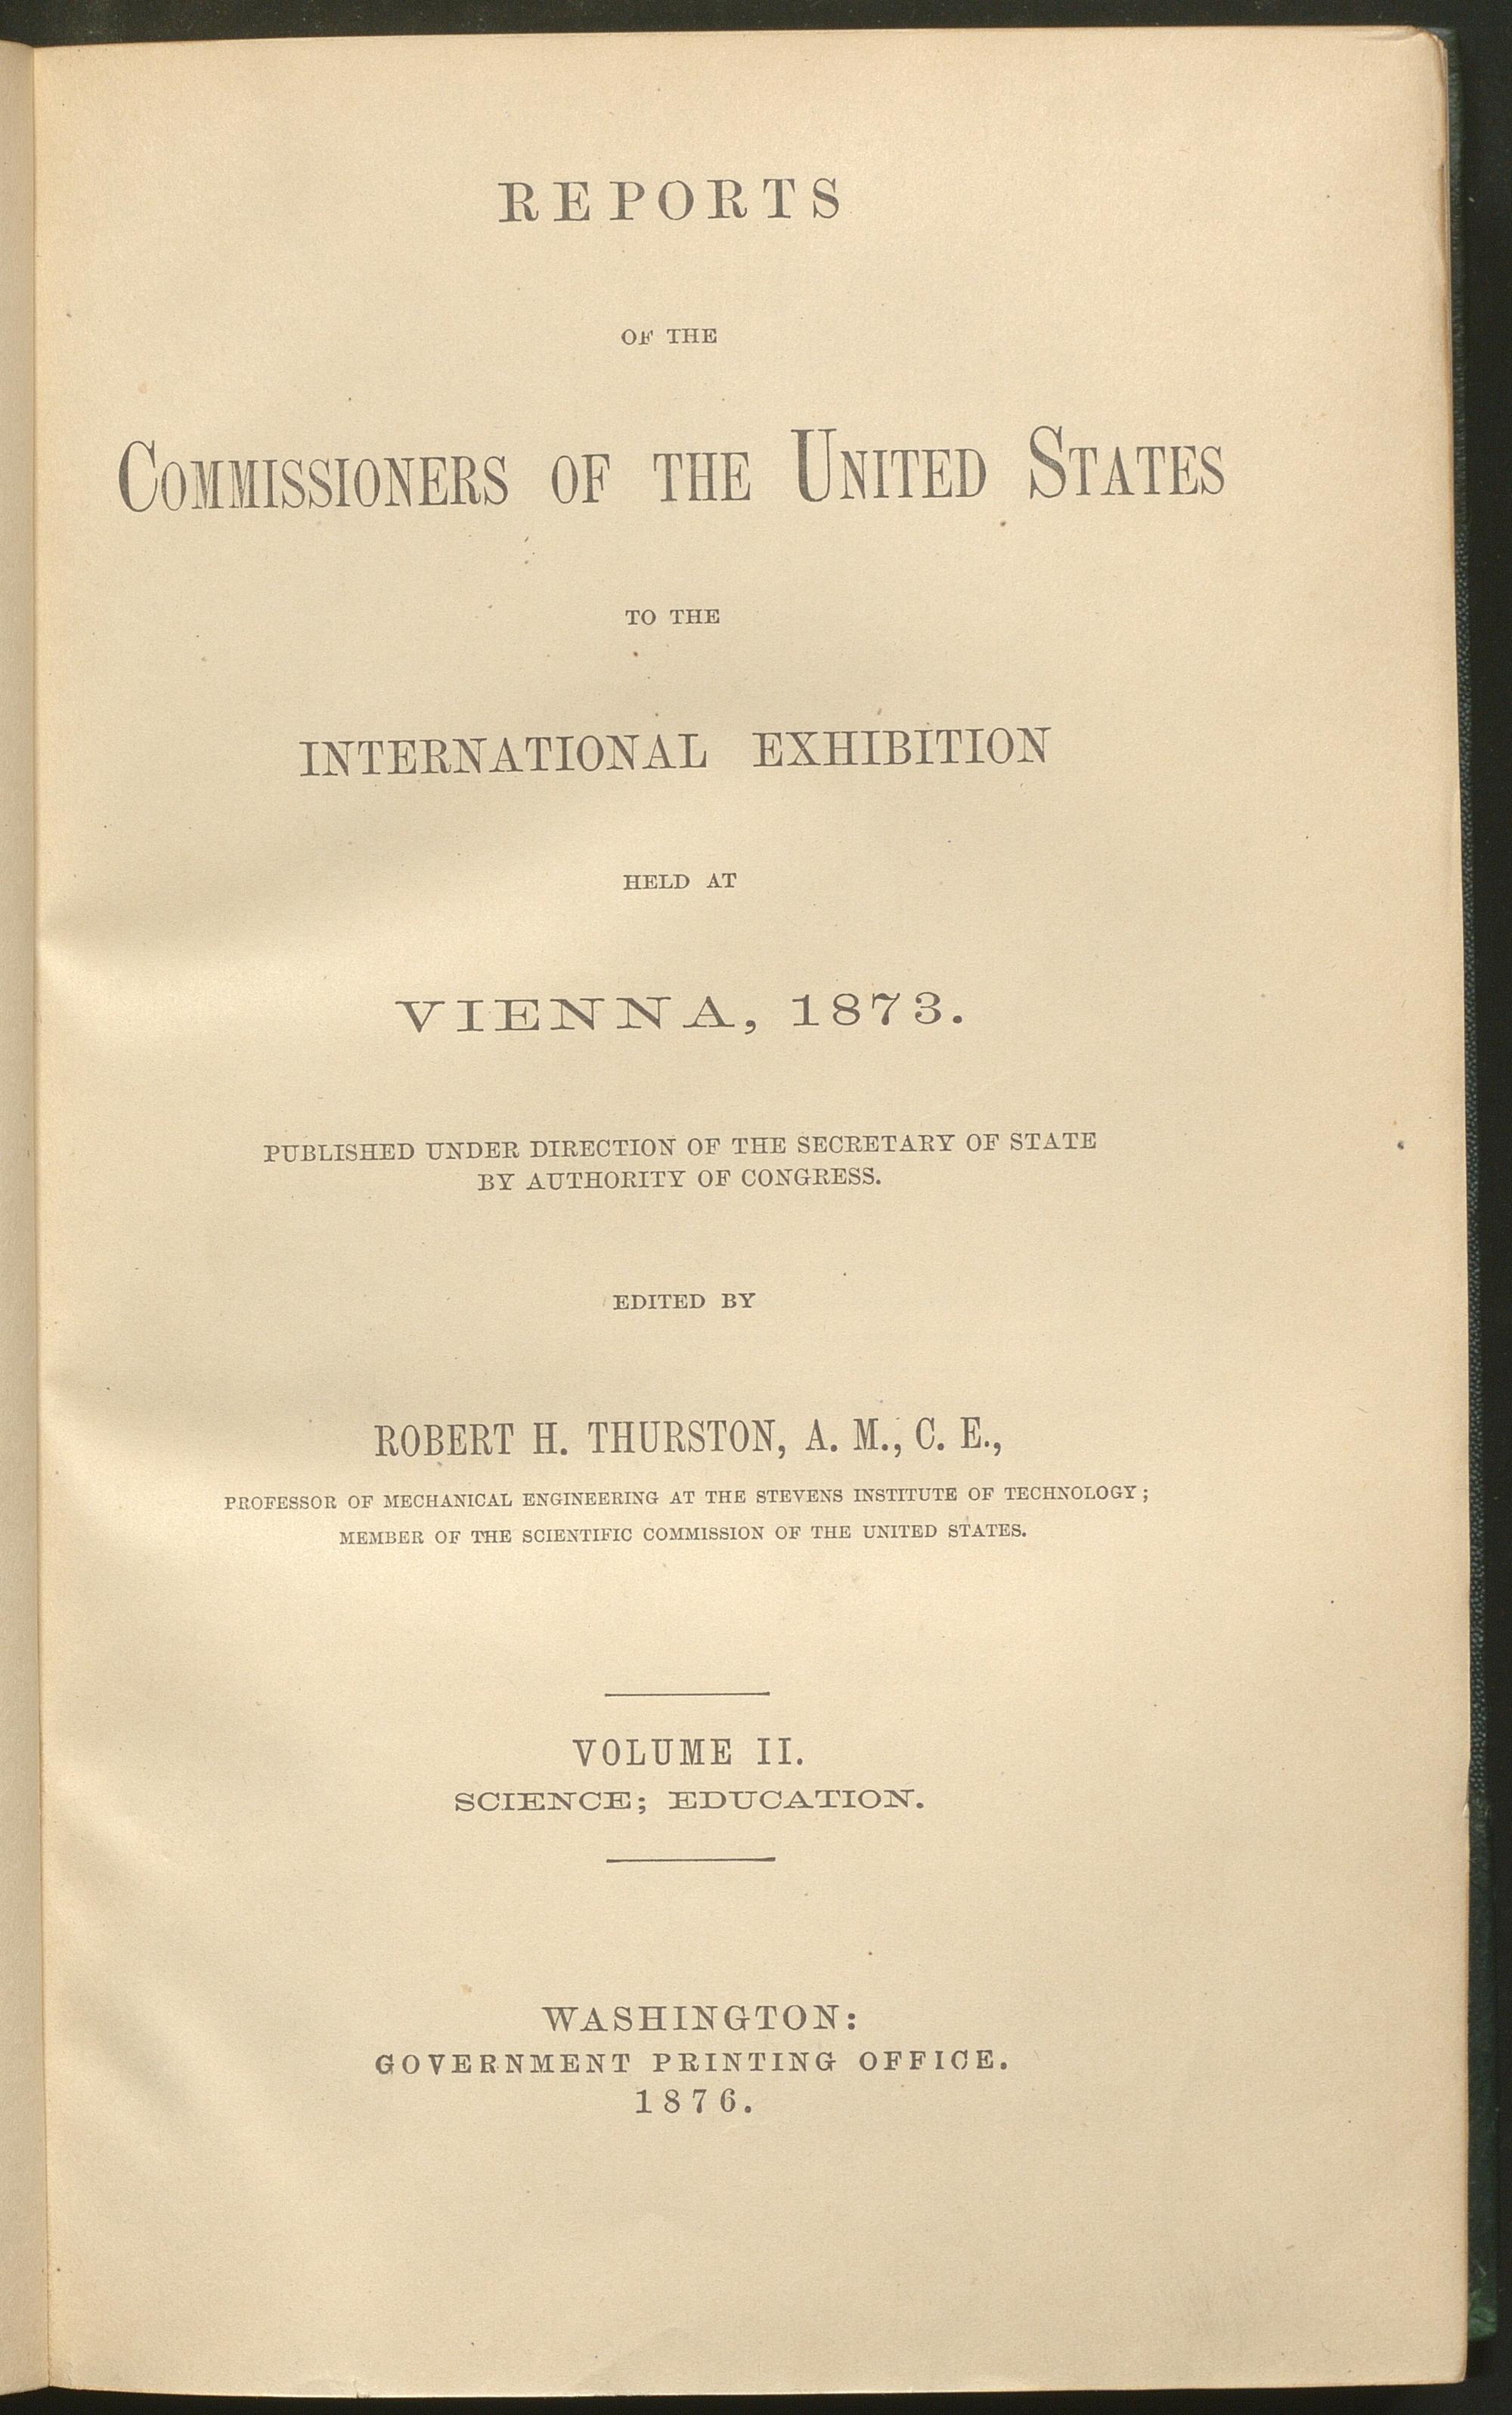 REPORTS
OF THE
COMMISSIONERS OF THE UNITED STATES
TO THE
INTERNATIONAL EXHIBITION
HELD AT
VIENNA, 1873.
PUBLISHED UNDER DIRECTION OF THE SECRETARY OF STATE
BY AUTHORITY OF CONGRESS.
EDITED BY
ROBERT H. THURSTON, A. M., C. E.,
PROFESSOR OF MECHANICAL ENGINEERING AT THE STEVENS INSTITUTE OF TECHNOLOGY;
MEMBER OF THE SCIENTIFIC COMMISSION OF THE UNITED STATES.
VOLUME II.
SCIENCE; EDUCATION.
WASHINGTON:
GOVERNMENT PRINTING OFFICE.
1876.